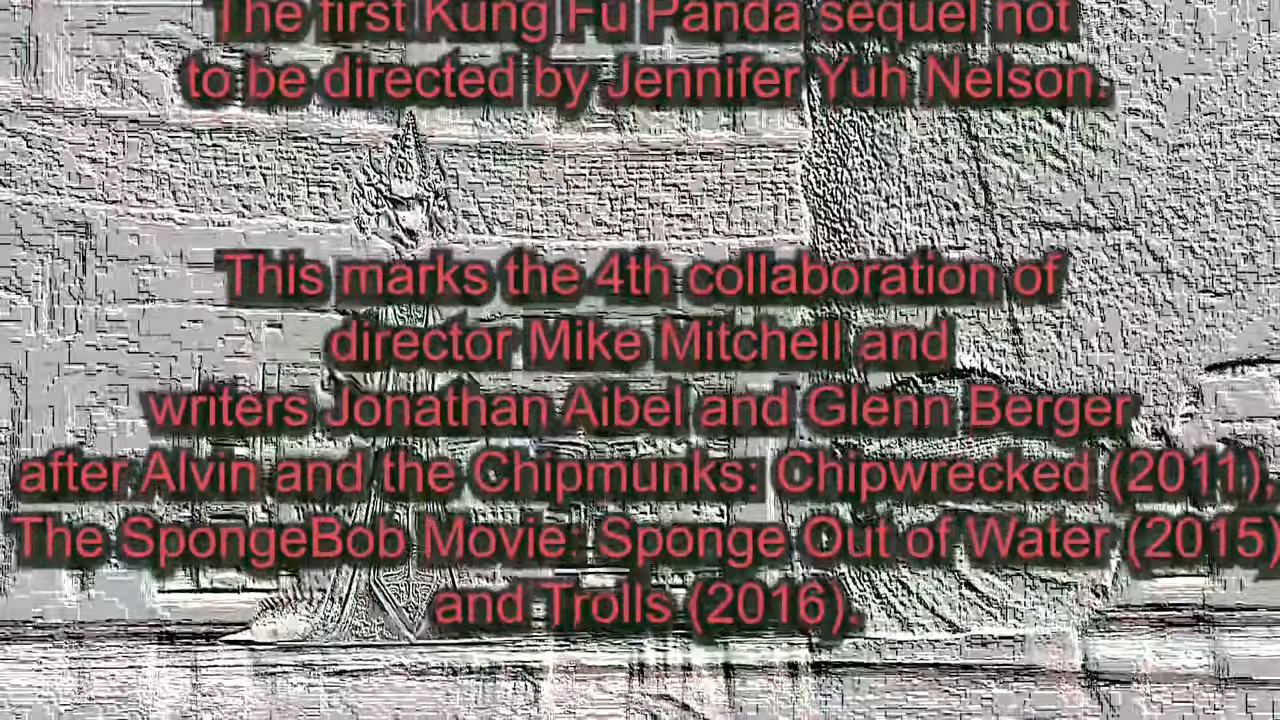 The first Kung Fu Panda sequel not
to be directed by Jennifer Yuh Nelson.
This marks the 4th collaboration of
director Mike Mitchell and
writers Jonathan Aibel and Glenn Berger
after Alvin and the Chipmunks: Chipwrecked (2011),
The SpongeBob Movie: Sponge Out of Water (2015)
and Trolls (2016).